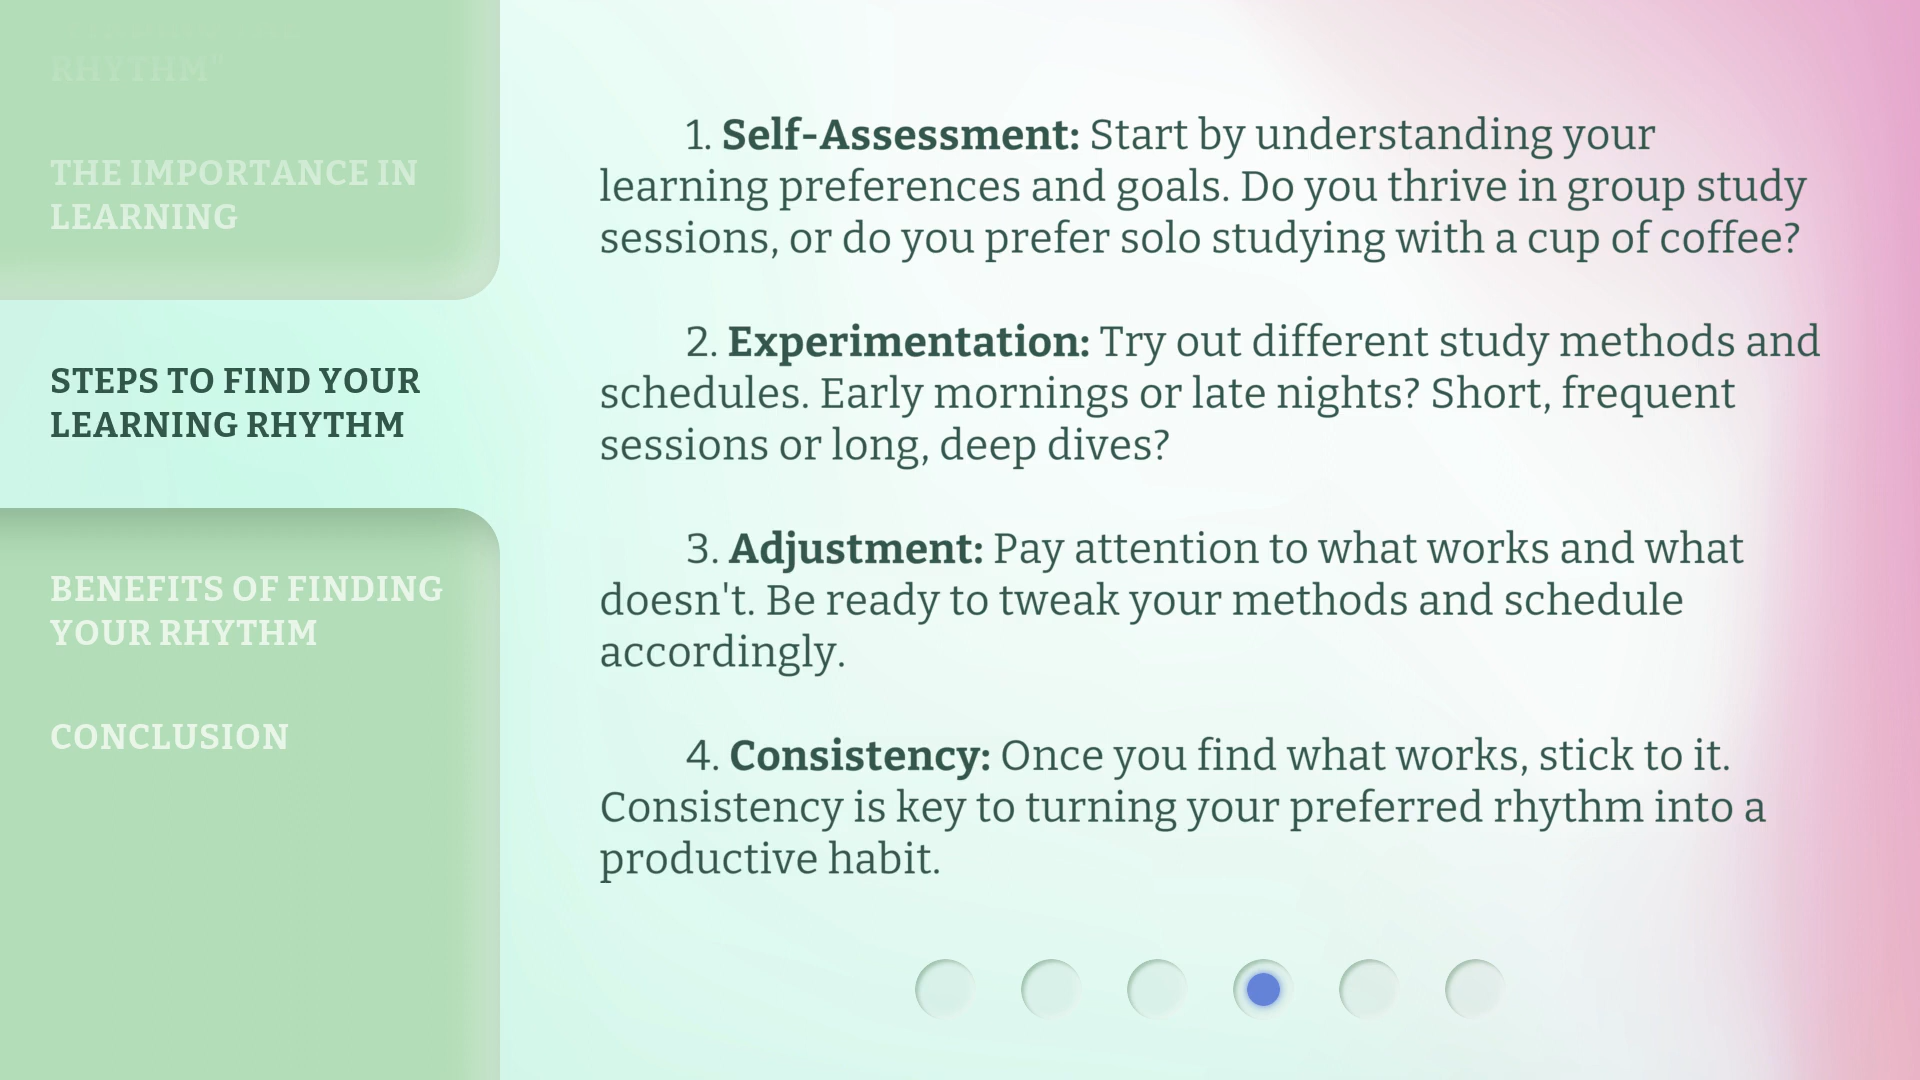 RHYTHM"
THE IMPORTANCE IN
LEARNING
STEPS TO FIND YOUR
LEARNING RHYTHM
BENEFITS OF FINDING
YOUR RHYTHM
CONCLUSION
1. Self-Assessment: Start by understanding your
learning preferences and goals. Do you thrive in group study
sessions, or do you prefer solo studying with a cup of coffee?
2. Experimentation: Try out different study methods and
schedules. Early mornings or late nights? Short, frequent
sessions or long, deep dives?
3. Adjustment: Pay attention to what works and what
doesn't. Be ready to tweak your methods and schedule
accordingly.
4. Consistency: Once you find what works, stick to it.
Consistency is key to turning your preferred rhythm into a
productive habit.